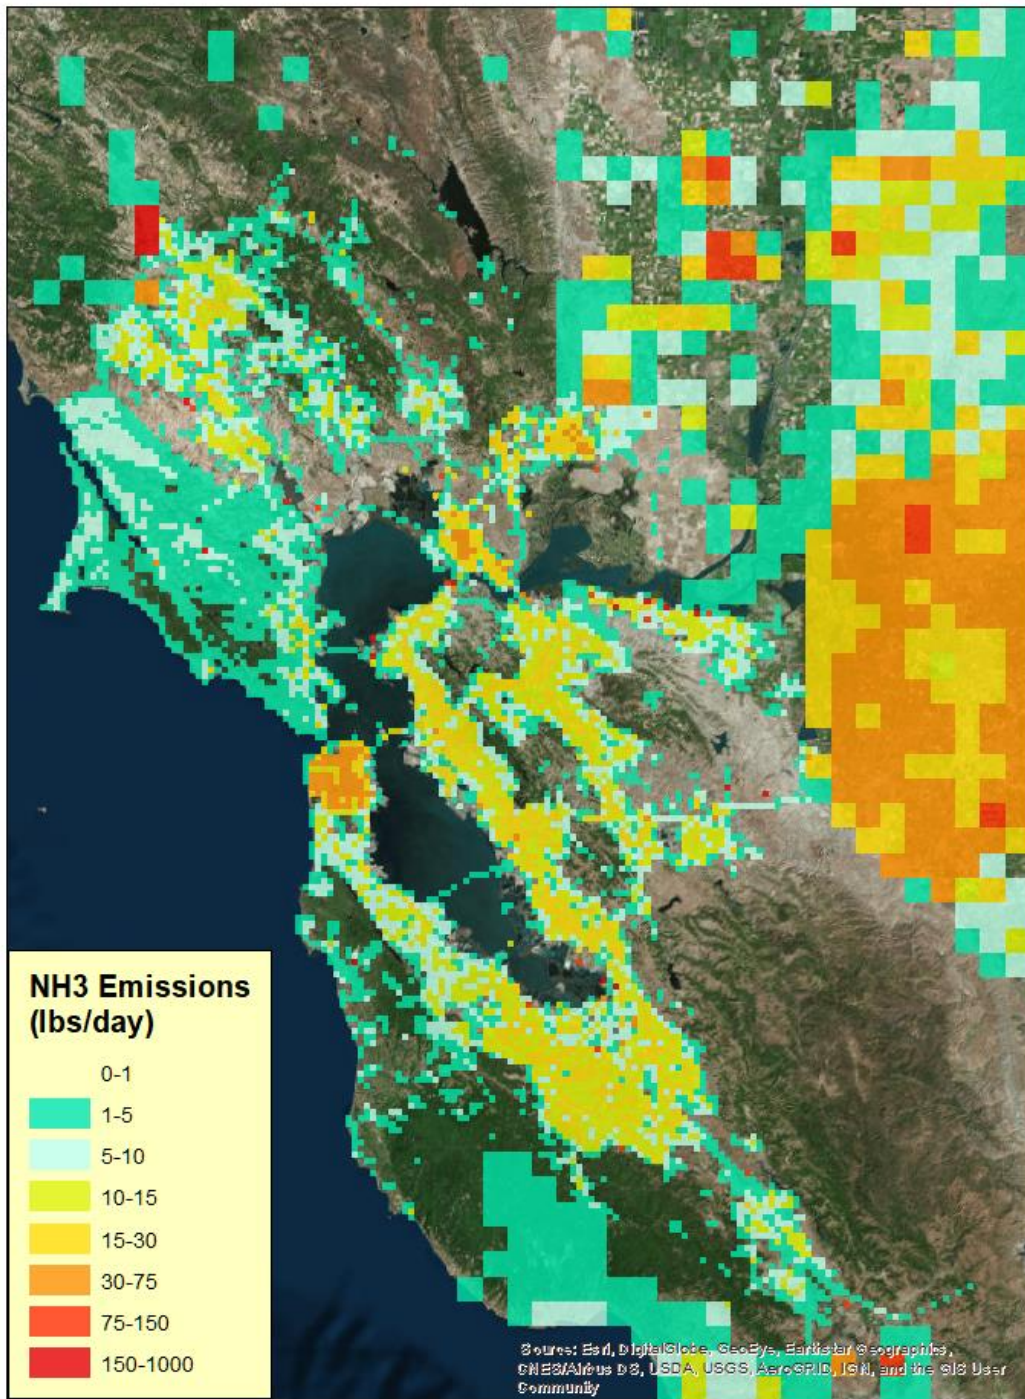 NH3 Emissions
(lbs/day)
0-1
1-5
5-10
10-15
15-30
30-75
75-150
150-1000
Source: Esri, DigitalGlobe, GeoEye, Earthstar Geographics,
CNES/Airbus DS, USDA, USGS, AeroGRID, IGN, and the GIS User
Community